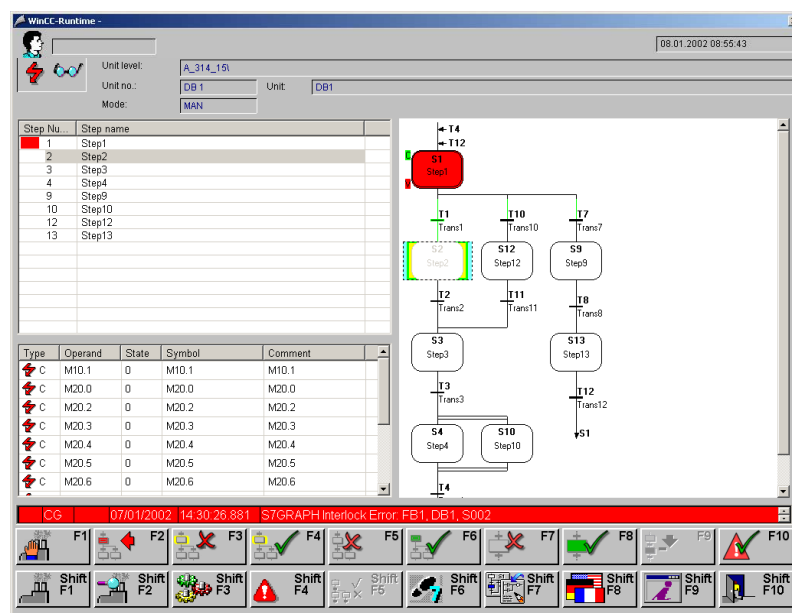 WinCC-Runtime -
08.01.2002 08:55:43
Unit level: A_314_15\
Unit no.: DB 1 Unit: DB1
Mode: MAN
Step Nu... Step name
1 Step1
2 Step2
3 Step3
4 Step4
9 Step9
10 Step10
12 Step12
13 Step13
Type Operand State Symbol Comment
C M10.1 0 M10.1 M10.1
C M20.0 0 M20.0 M20.0
C M20.2 0 M20.2 M20.2
C M20.3 0 M20.3 M20.3
C M20.4 0 M20.4 M20.4
C M20.5 0 M20.5 M20.5
C M20.6 0 M20.6 M20.6
T4
T12
C
S1
Step1
V
T1 T10 T7
Trans1 Trans10 Trans7
S2 S12 S9
Step2 Step12 Step9
T2 T11 T8
Trans2 Trans11 Trans8
S3 S13
Step3 Step13
T3 T12
Trans3 Trans12
S4 S10 S1
Step4 Step10
T4
CG 07/01/2002 14:30:26.881 S7GRAPH Interlock Error: FB1, DB1, S002
F1 F2 F3 F4 F5 F6 F7 F8 F9 F10
Shift F1 Shift F2 Shift F3 Shift F4 Shift F5 Shift F6 Shift F7 Shift F8 Shift F9 Shift F10